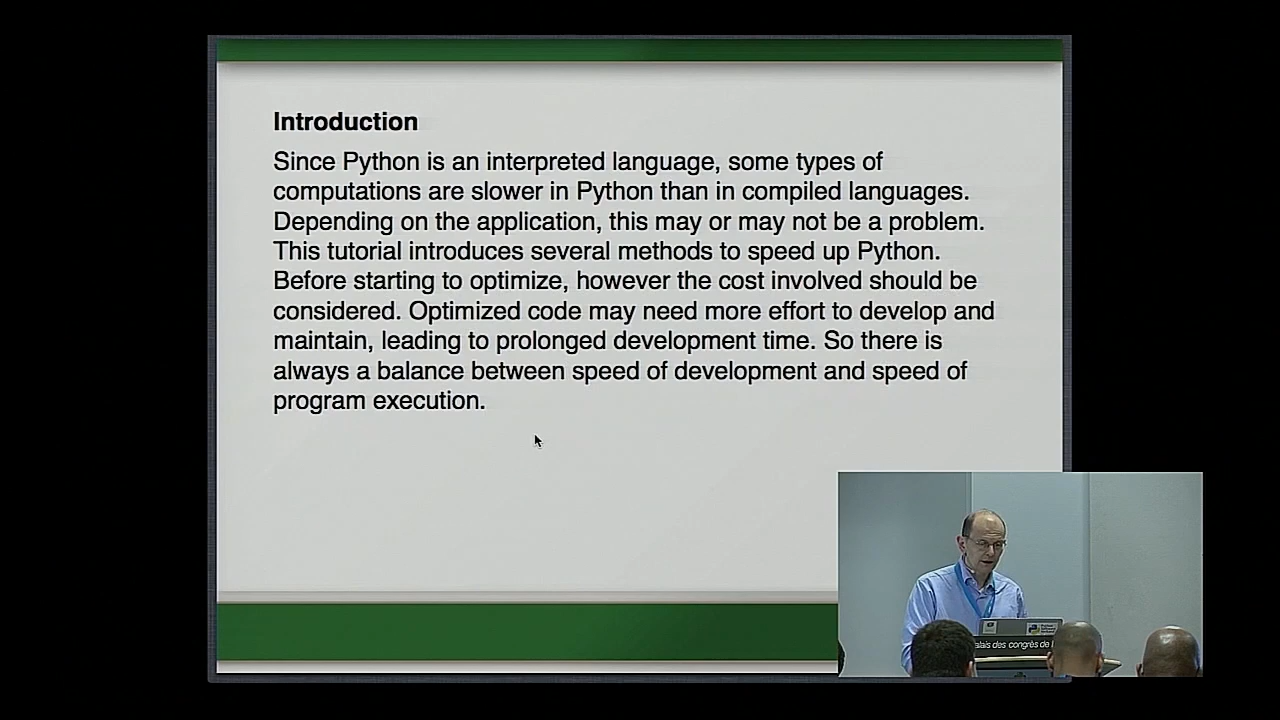 Introduction
Since Python is an interpreted language, some types of
computations are slower in Python than in compiled languages.
Depending on the application, this may or may not be a problem.
This tutorial introduces several methods to speed up Python.
Before starting to optimize, however the cost involved should be
considered. Optimized code may need more effort to develop and
maintain, leading to prolonged development time. So there is
always a balance between speed of development and speed of
program execution.
des congrès de